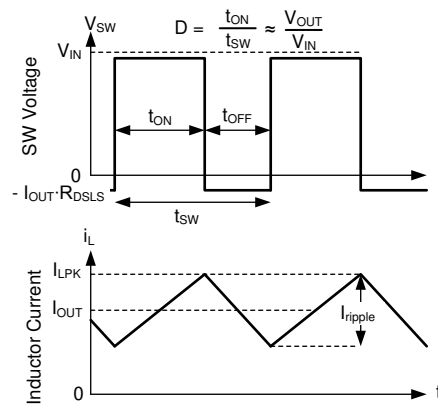 V_SW
D = t_ON / t_SW ≈ V_OUT / V_IN
V_IN
SW Voltage
t_ON
t_OFF
0
- I_OUT·R_DSLS
t_SW
i_L
Inductor Current
I_LPK
I_OUT
I_ripple
0
t